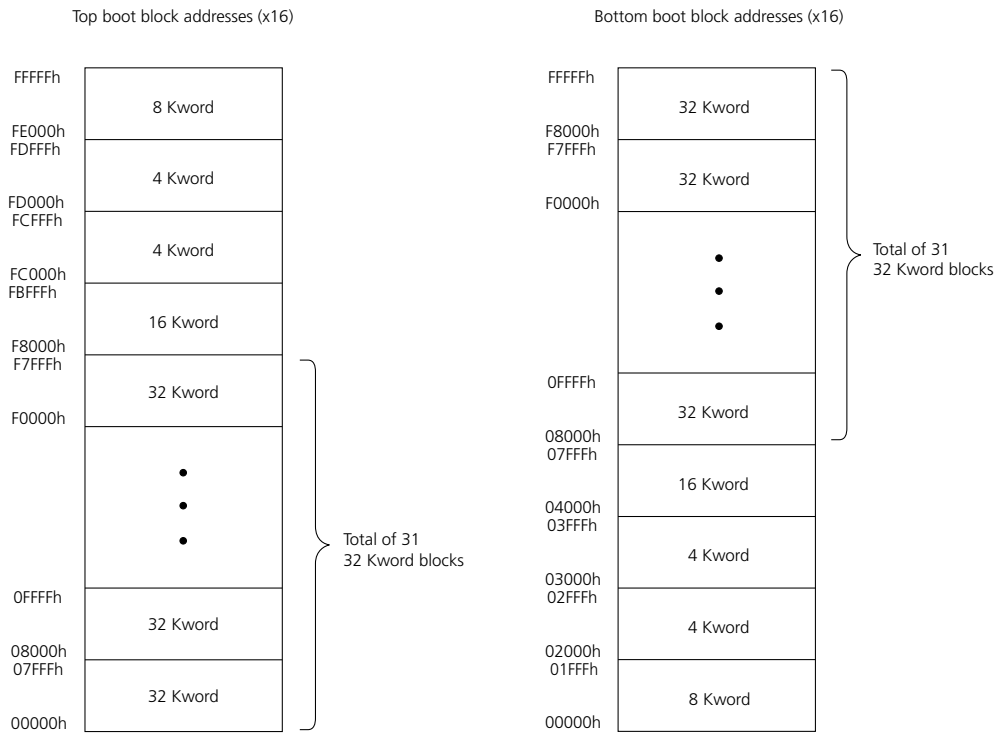 Top boot block addresses (x16)
FFFFFh
8 Kword
FE000h
FDFFFh
4 Kword
FD000h
FCFFFh
4 Kword
FC000h
FBFFFh
16 Kword
F8000h
F7FFFh
32 Kword
F0000h
Total of 31
32 Kword blocks
0FFFFh
32 Kword
08000h
07FFFh
32 Kword
00000h
Bottom boot block addresses (x16)
FFFFFh
32 Kword
F8000h
F7FFFh
32 Kword
F0000h
Total of 31
32 Kword blocks
0FFFFh
32 Kword
08000h
07FFFh
16 Kword
04000h
03FFFh
4 Kword
03000h
02FFFh
4 Kword
02000h
01FFFh
8 Kword
00000h